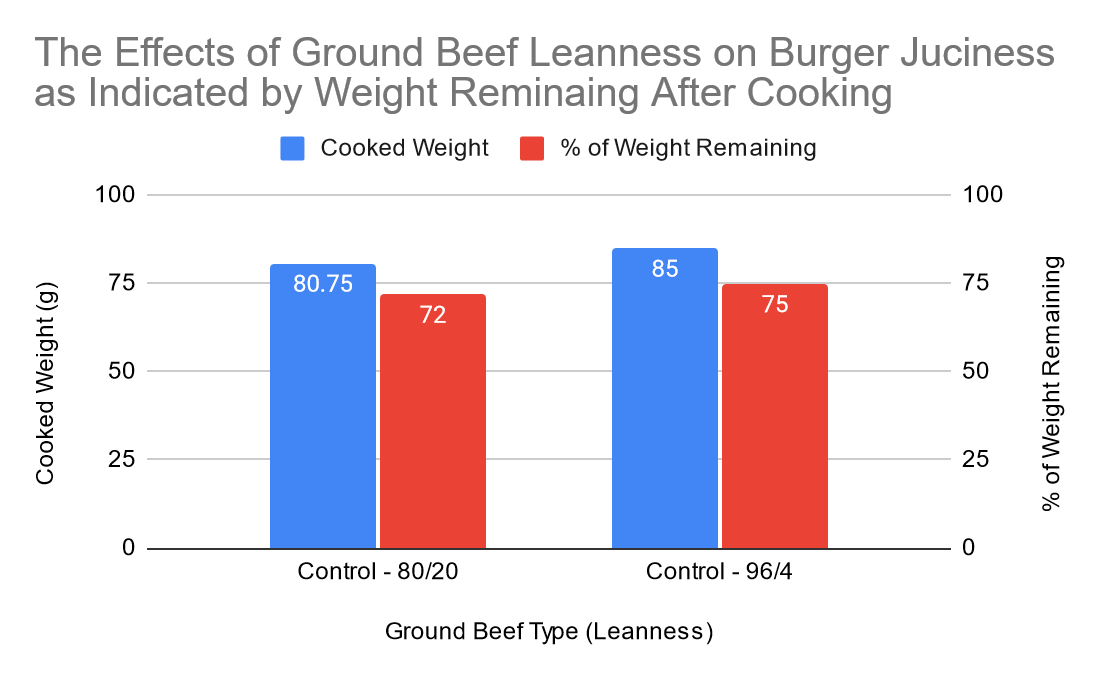 The Effects of Ground Beef Leanness on Burger Juciness
as Indicated by Weight Reminaing After Cooking
Cooked Weight
% of Weight Remaining
100
75
50
25
0
Cooked Weight (g)
80.75
72
85
75
100
75
50
25
0
% of Weight Remaining
Control - 80/20
Control - 96/4
Ground Beef Type (Leanness)